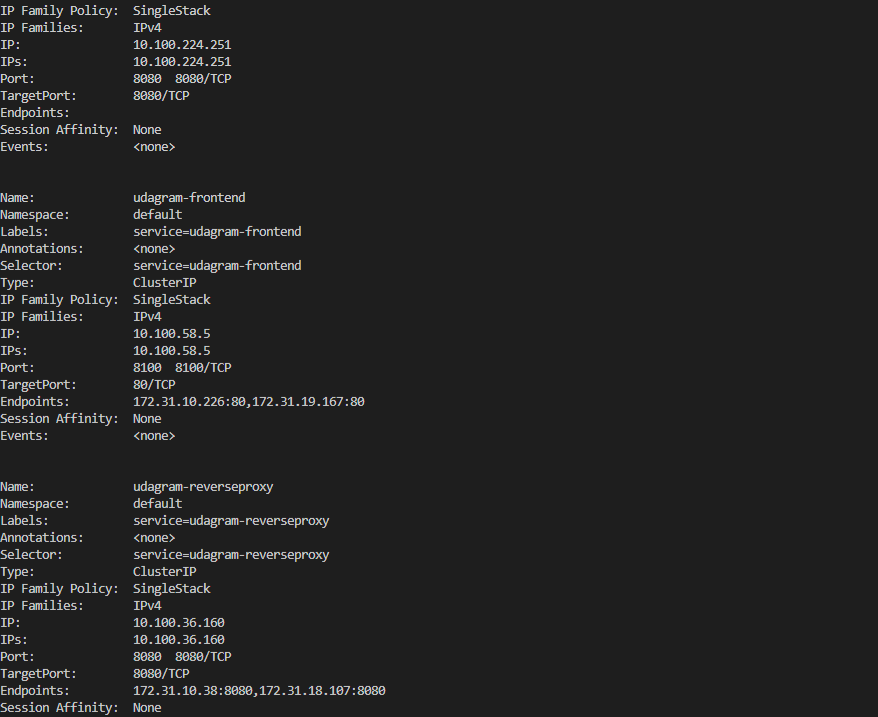 IP Family Policy:  SingleStack
IP Families:       IPv4
IP:                10.100.224.251
IPs:               10.100.224.251
Port:              8080  8080/TCP
TargetPort:        8080/TCP
Endpoints:
Session Affinity:  None
Events:            <none>
Name:              udagram-frontend
Namespace:         default
Labels:            service=udagram-frontend
Annotations:       <none>
Selector:          service=udagram-frontend
Type:              ClusterIP
IP Family Policy:  SingleStack
IP Families:       IPv4
IP:                10.100.58.5
IPs:               10.100.58.5
Port:              8100  8100/TCP
TargetPort:        80/TCP
Endpoints:         172.31.10.226:80,172.31.19.167:80
Session Affinity:  None
Events:            <none>
Name:              udagram-reverseproxy
Namespace:         default
Labels:            service=udagram-reverseproxy
Annotations:       <none>
Selector:          service=udagram-reverseproxy
Type:              ClusterIP
IP Family Policy:  SingleStack
IP Families:       IPv4
IP:                10.100.36.160
IPs:               10.100.36.160
Port:              8080  8080/TCP
TargetPort:        8080/TCP
Endpoints:         172.31.10.38:8080,172.31.18.107:8080
Session Affinity:  None